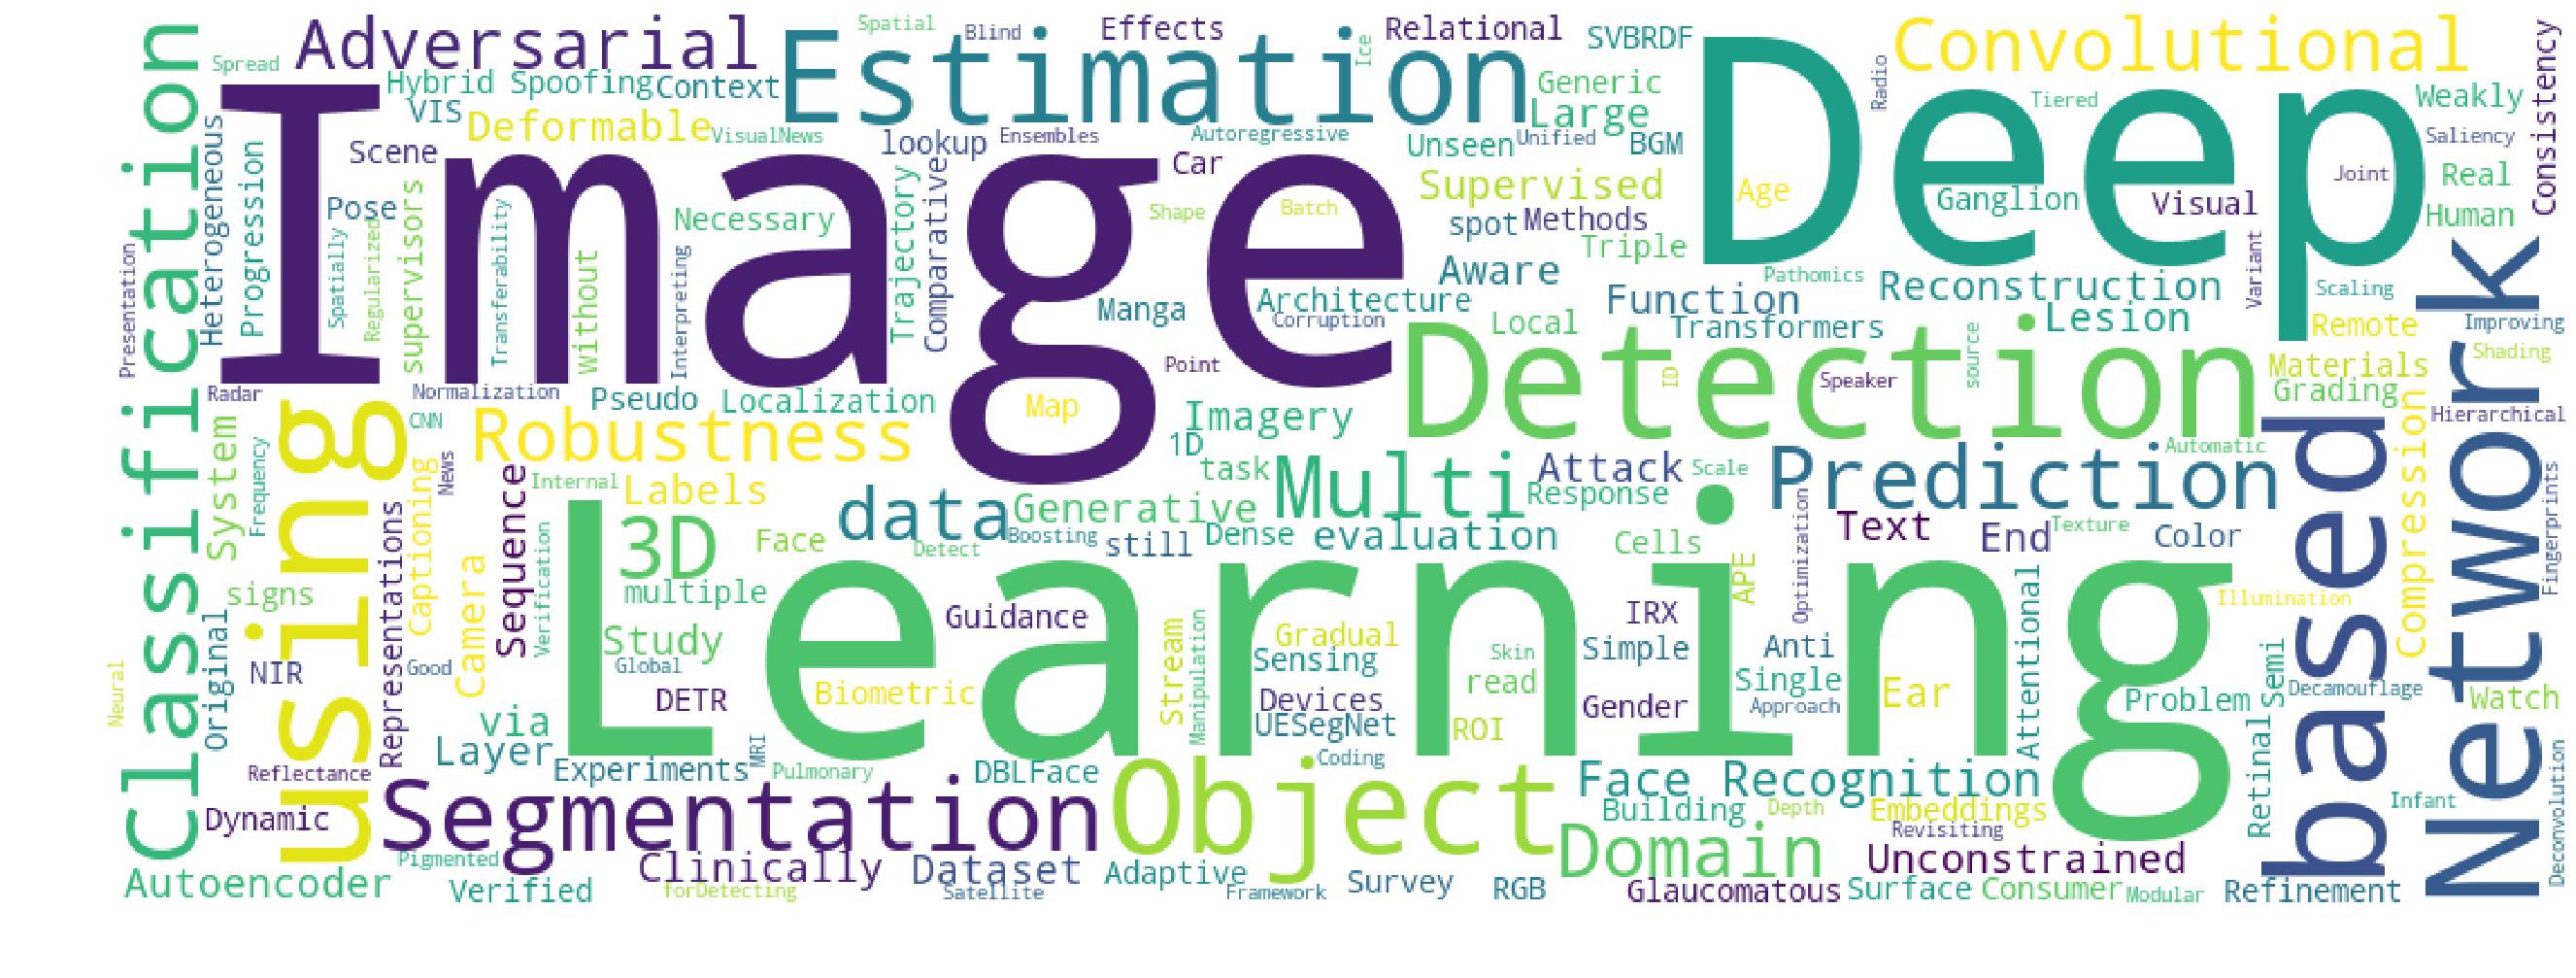 Spatial
Blind
Effects
Ice
Relational
SVBRDF
Convolutional
Adversarial
Estimation
Deep
Spread
Hybrid
Spoofing
Context
Generic
Radio
Tiered
Weakly
Consistency
Classification
VIS
Deformable
VisualNews
lookup
Ensembles
Autoregressive
Large
Unseen
Unified
BGM
Saliency
Image
Heterogeneous
Progression
Scene
Comparative
Car
Supervised
Age
Ganglion
Visual
Joint
Real
Pose
supervisors
Transferability
Necessary
Trajectory
Shape
Batch
spot
Methods
Human
Presentation
Spatially
Regularized
without
Interpreting
Triple
Aware
Pathomics
Variant
Network
Manga
Architecture
Corruption
Function
Reconstruction
Scaling
Local
Transformers
Lesion
Remote
Improving
Point
Detection
ID
Speaker
source
Materials
Shading
Radar
Normalization
Pseudo
Localization
Map
Imagery
Grading
Compression
Hierarchical
using
CNN
Robustness
1D
based
System
Frequency
Captioning
News
Sequence
Internal
Labels
task
Multi
Attack
Scale
Prediction
Automatic
data
Generative
Response
Fingerprints
Representations
Verification
3D
Face
Detect
Boosting
still
Dense
evaluation
Cells
Optimization
Text
End
Texture
Color
Learning
signs
Camera
multiple
APE
Attentional
Illumination
Original
Study
Guidance
Stream
Manipulation
Gradual
IRX
Neural
NIR
Good
Global
Sensing
Skin
Simple
Anti
Semi
DETR
Biometric
Devices
read
Gender
Single
Approach
Ear
Problem
Decamouflage
Watch
via
UESegNet
ROI
Retinal
Layer
MRI
Reflectance
Experiments
Pulmonary
DBLFace
Coding
Face Recognition
Deconvolution
Segmentation
Object
Dynamic
Building
Depth
Embeddings
Infant
Revisiting
Domain
Pigmented
Clinically
Dataset
Adaptive
Unconstrained
Autoencoder
Verified
forDetecting
Satellite
Framework
Survey
RGB
Glaucomatous
Surface
Consumer
Modular
Refinement